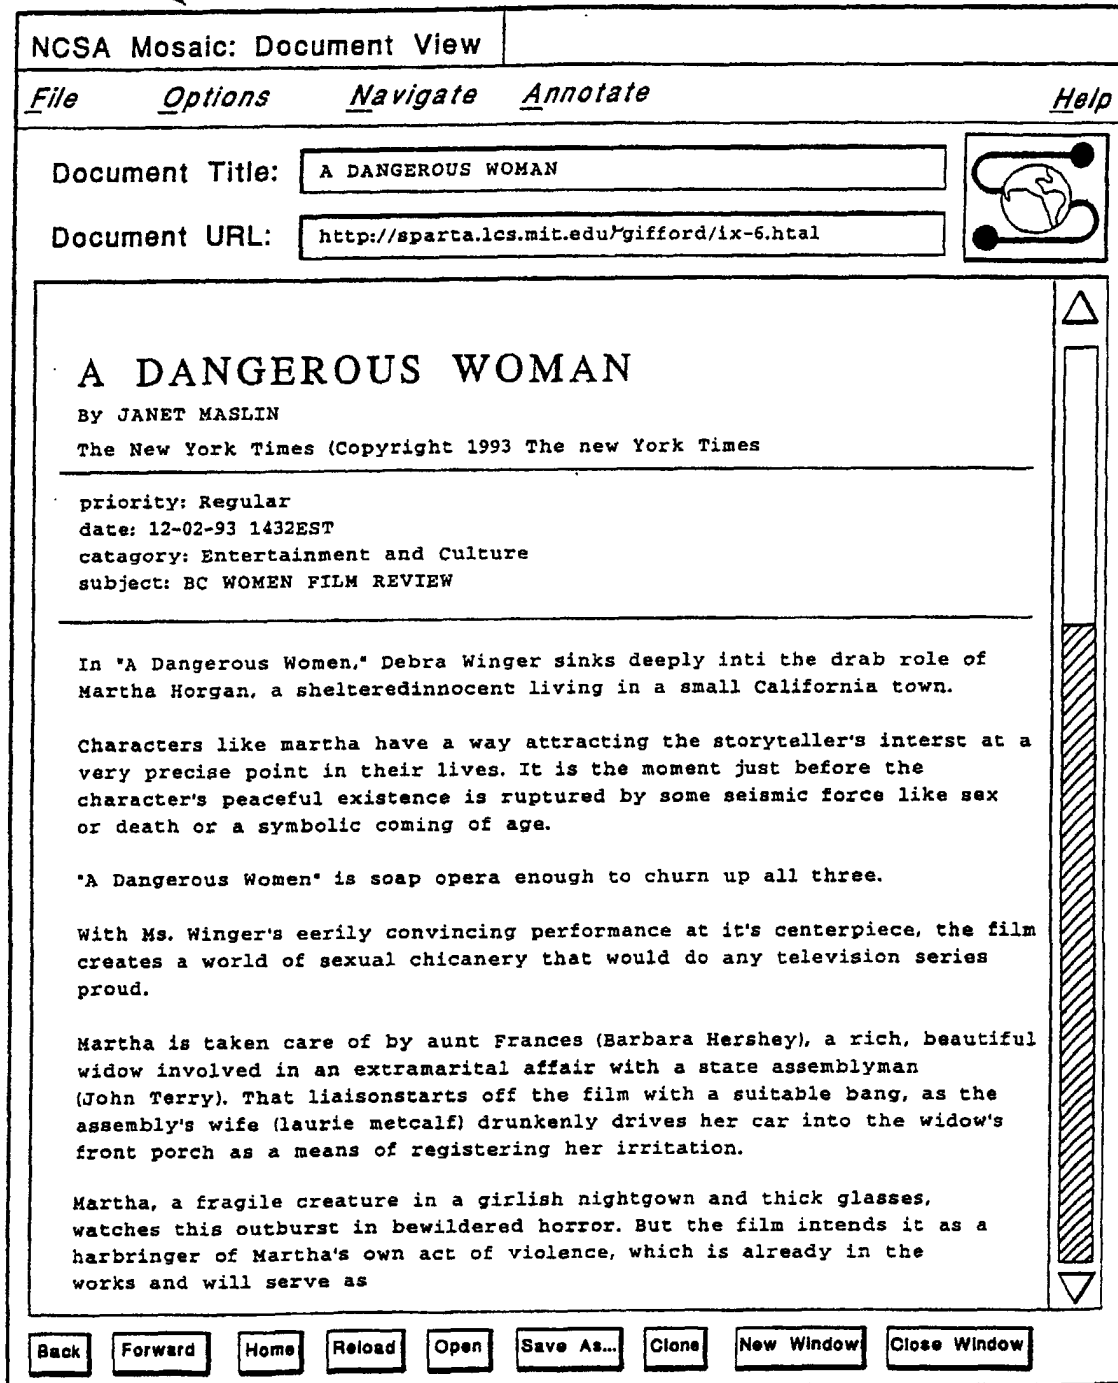 NCSA Mosaic: Document View
File Options Navigate Annotate Help
Document Title: A DANGEROUS WOMAN
Document URL: http://sparta.lcs.mit.edu/~gifford/ix-6.htal
A DANGEROUS WOMAN
By JANET MASLIN
The New York Times (Copyright 1993 The new York Times
priority: Regular
date: 12-02-93 1432EST
catagory: Entertainment and Culture
subject: BC WOMEN FILM REVIEW
In "A Dangerous Women," Debra Winger sinks deeply inti the drab role of
Martha Horgan, a shelteredinnocent living in a small California town.
Characters like martha have a way attracting the storyteller's interst at a
very precise point in their lives. It is the moment just before the
character's peaceful existence is ruptured by some seismic force like sex
or death or a symbolic coming of age.
"A Dangerous Women" is soap opera enough to churn up all three.
With Ms. Winger's eerily convincing performance at it's centerpiece, the film
creates a world of sexual chicanery that would do any television series
proud.
Martha is taken care of by aunt Frances (Barbara Hershey), a rich, beautiful
widow involved in an extramarital affair with a state assemblyman
(John Terry). That liaisonstarts off the film with a suitable bang, as the
assembly's wife (laurie metcalf) drunkenly drives her car into the widow's
front porch as a means of registering her irritation.
Martha, a fragile creature in a girlish nightgown and thick glasses,
watches this outburst in bewildered horror. But the film intends it as a
harbringer of Martha's own act of violence, which is already in the
works and will serve as
Back Forward Home Reload Open Save As... Clone New Window Close Window